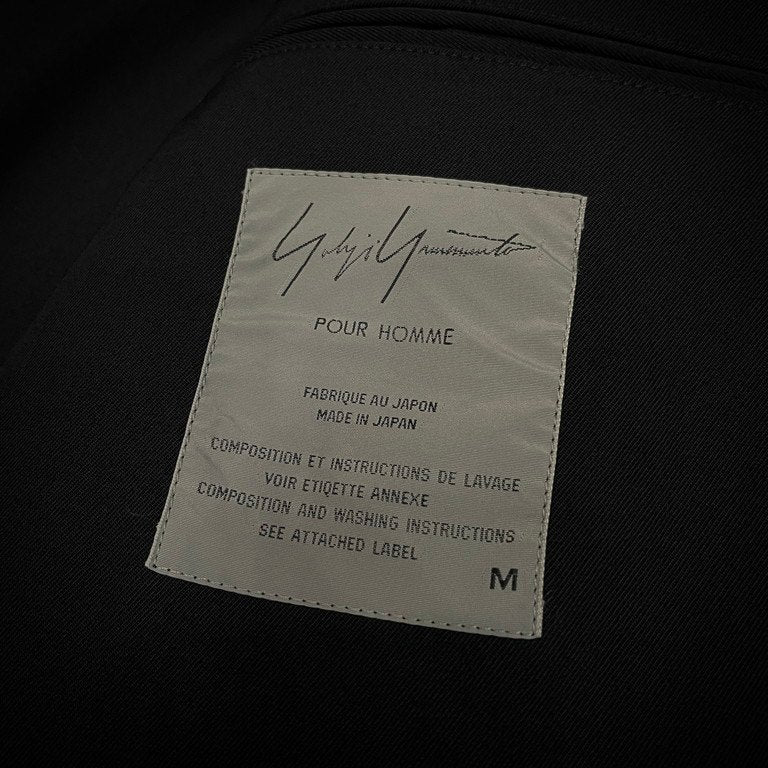 Yohji Yamamoto
POUR HOMME
FABRIQUE AU JAPON
MADE IN JAPAN
COMPOSITION ET INSTRUCTIONS DE LAVAGE
VOIR ETIQETTE ANNEXE
COMPOSITION AND WASHING INSTRUCTIONS
SEE ATTACHED LABEL
M